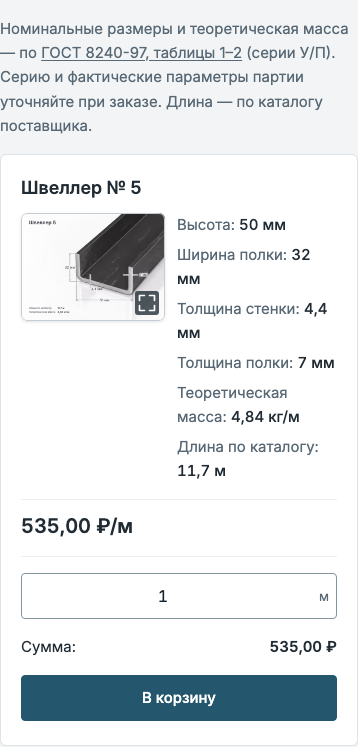 Номинальные размеры и теоретическая масса
— по ГОСТ 8240-97, таблицы 1–2 (серии У/П).
Серию и фактические параметры партии
уточняйте при заказе. Длина — по каталогу
поставщика.
Швеллер № 5
Швеллер 5
Высота: 50 мм
Ширина полки: 32
мм
Толщина стенки: 4,4
мм
Толщина полки: 7 мм
Теоретическая
масса: 4,84 кг/м
Длина по каталогу:
11,7 м
535,00 ₽/м
1 м
Сумма: 535,00 ₽
В корзину